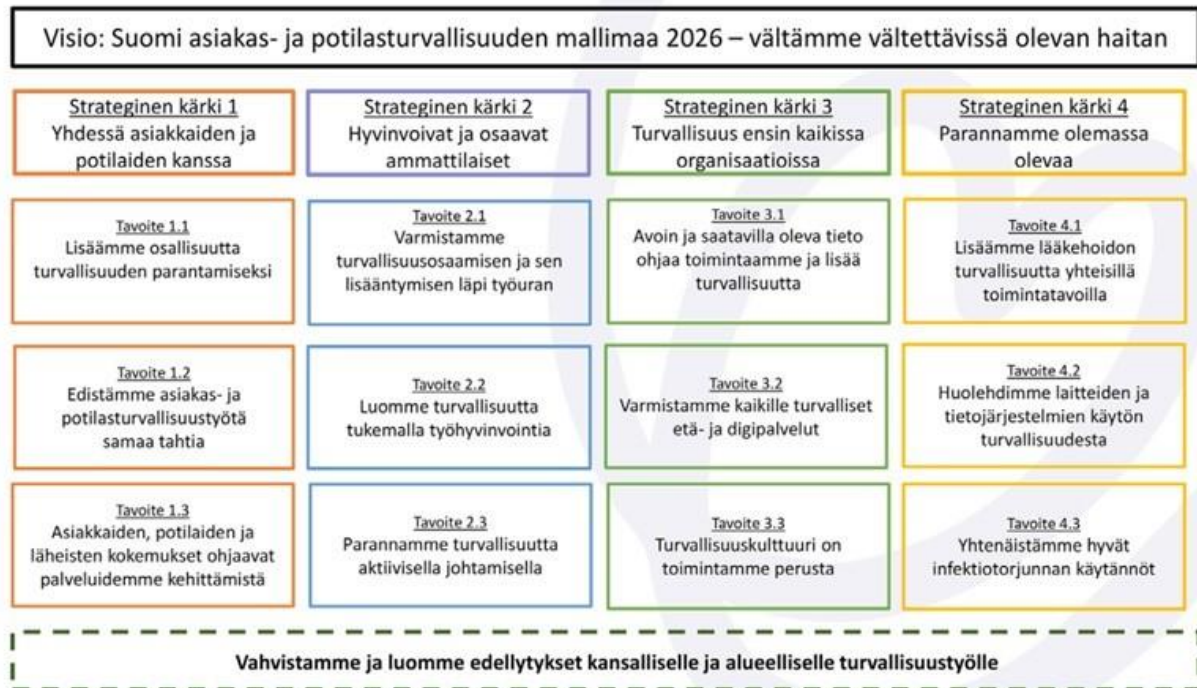 Visio: Suomi asiakas- ja potilasturvallisuuden mallimaa 2026 – vältämme vältettävissä olevan haitan
Strateginen kärki 1
Yhdessä asiakkaiden ja
potilaiden kanssa
Strateginen kärki 2
Hyvinvoivat ja osaavat
ammattilaiset
Strateginen kärki 3
Turvallisuus ensin kaikissa
organisaatioissa
Strateginen kärki 4
Parannamme olemassa
olevaa
Tavoite 1.1
Lisäämme osallisuutta
turvallisuuden parantamiseksi
Tavoite 2.1
Varmistamme
turvallisuusosaamisen ja sen
lisääntymisen läpi työuran
Tavoite 3.1
Avoin ja saatavilla oleva tieto
ohjaa toimintaamme ja lisää
turvallisuutta
Tavoite 4.1
Lisäämme lääkehoidon
turvallisuutta yhteisillä
toimintatavoilla
Tavoite 1.2
Edistämme asiakas- ja
potilasturvallisuustyötä
samaa tahtia
Tavoite 2.2
Luomme turvallisuutta
tukemalla työhyvinvointia
Tavoite 3.2
Varmistamme kaikille turvalliset
etä- ja digipalvelut
Tavoite 4.2
Huolehdimme laitteiden ja
tietojärjestelmien käytön
turvallisuudesta
Tavoite 1.3
Asiakkaiden, potilaiden ja
läheisten kokemukset ohjaavat
palveluidemme kehittämistä
Tavoite 2.3
Parannamme turvallisuutta
aktiivisella johtamisella
Tavoite 3.3
Turvallisuuskulttuuri on
toimintamme perusta
Tavoite 4.3
Yhtenäistämme hyvät
infektiotorjunnan käytännöt
Vahvistamme ja luomme edellytykset kansalliselle ja alueelliselle turvallisuustyölle